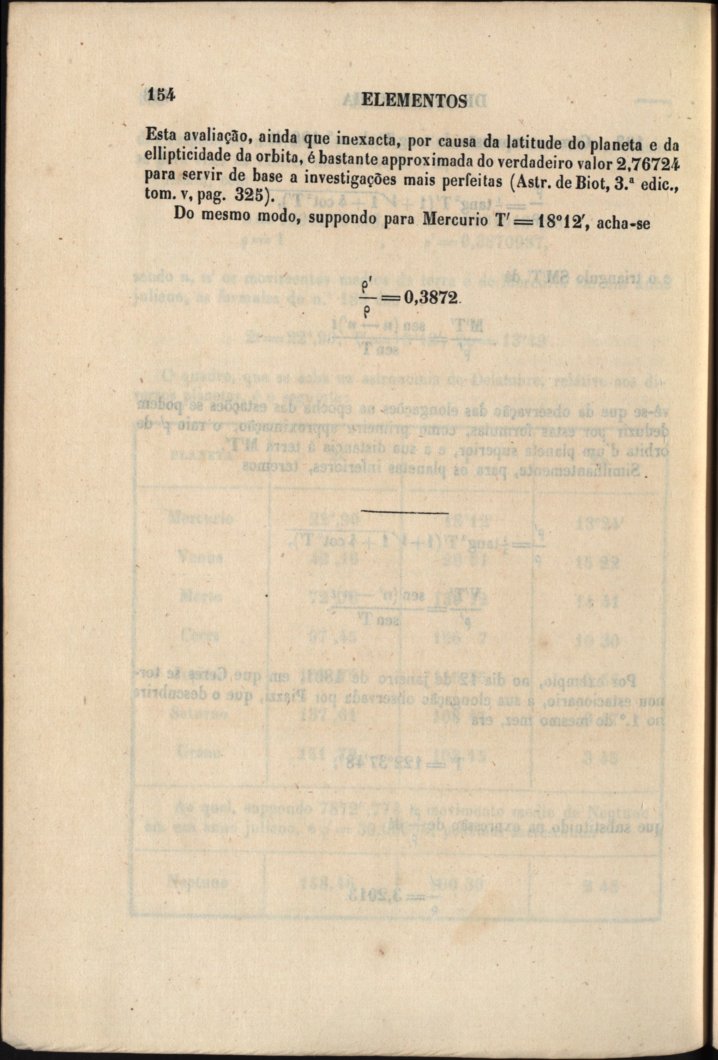 154
ELEMENTOS
Esta avaliação, ainda que inexacta, por causa da latitude do planeta e da
ellipticidade da orbita, é bastante approximada do verdadeiro valor 2,76724
para servir de base a investigações mais perfeitas (Astr. de Biot, 3.ª edic.,
tom. v, pag. 325).
Do mesmo modo, suppondo para Mercurio T′ = 18°12′, acha-se
ρ′/ρ = 0,3872